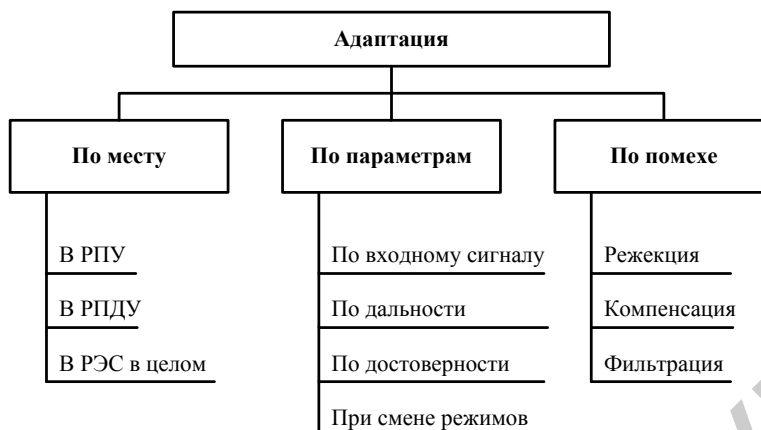 Адаптация
По месту
По параметрам
По помехе
В РПУ
По входному сигналу
Режекция
В РПДУ
По дальности
Компенсация
В РЭС в целом
По достоверности
Фильтрация
При смене режимов